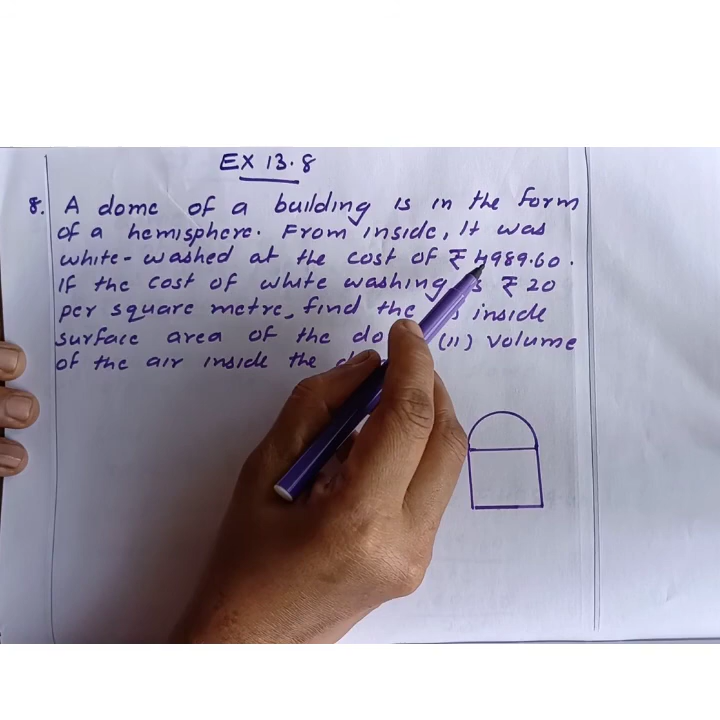 EX 13.8
8. A dome of a building is in the form
of a hemisphere. From inside, it was
white-washed at the cost of ₹ 4989.60.
If the cost of white washing ₹ 20
per square metre, find the inside
surface area of the (ii) volume
of the air inside the